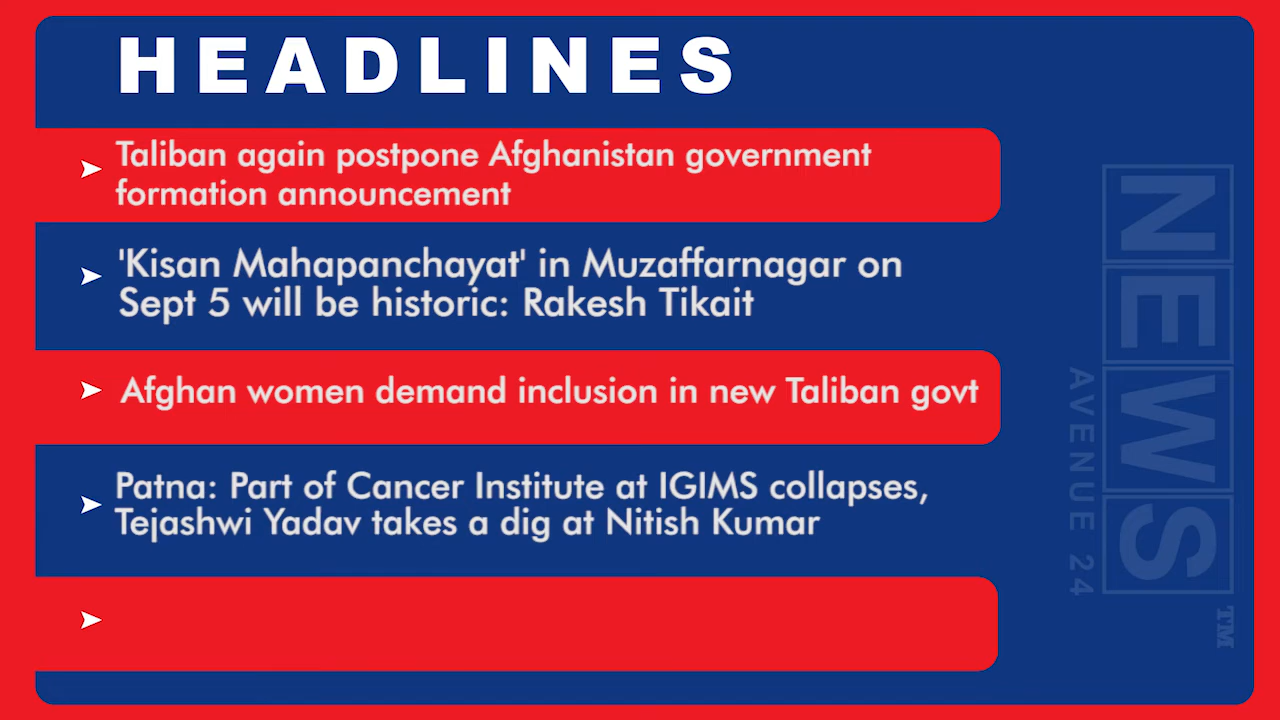 HEADLINES
Taliban again postpone Afghanistan government
formation announcement
'Kisan Mahapanchayat' in Muzaffarnagar on
Sept 5 will be historic: Rakesh Tikait
Afghan women demand inclusion in new Taliban govt
Patna: Part of Cancer Institute at IGIMS collapses,
Tejashwi Yadav takes a dig at Nitish Kumar
NEWS
AVENUE 24
TM